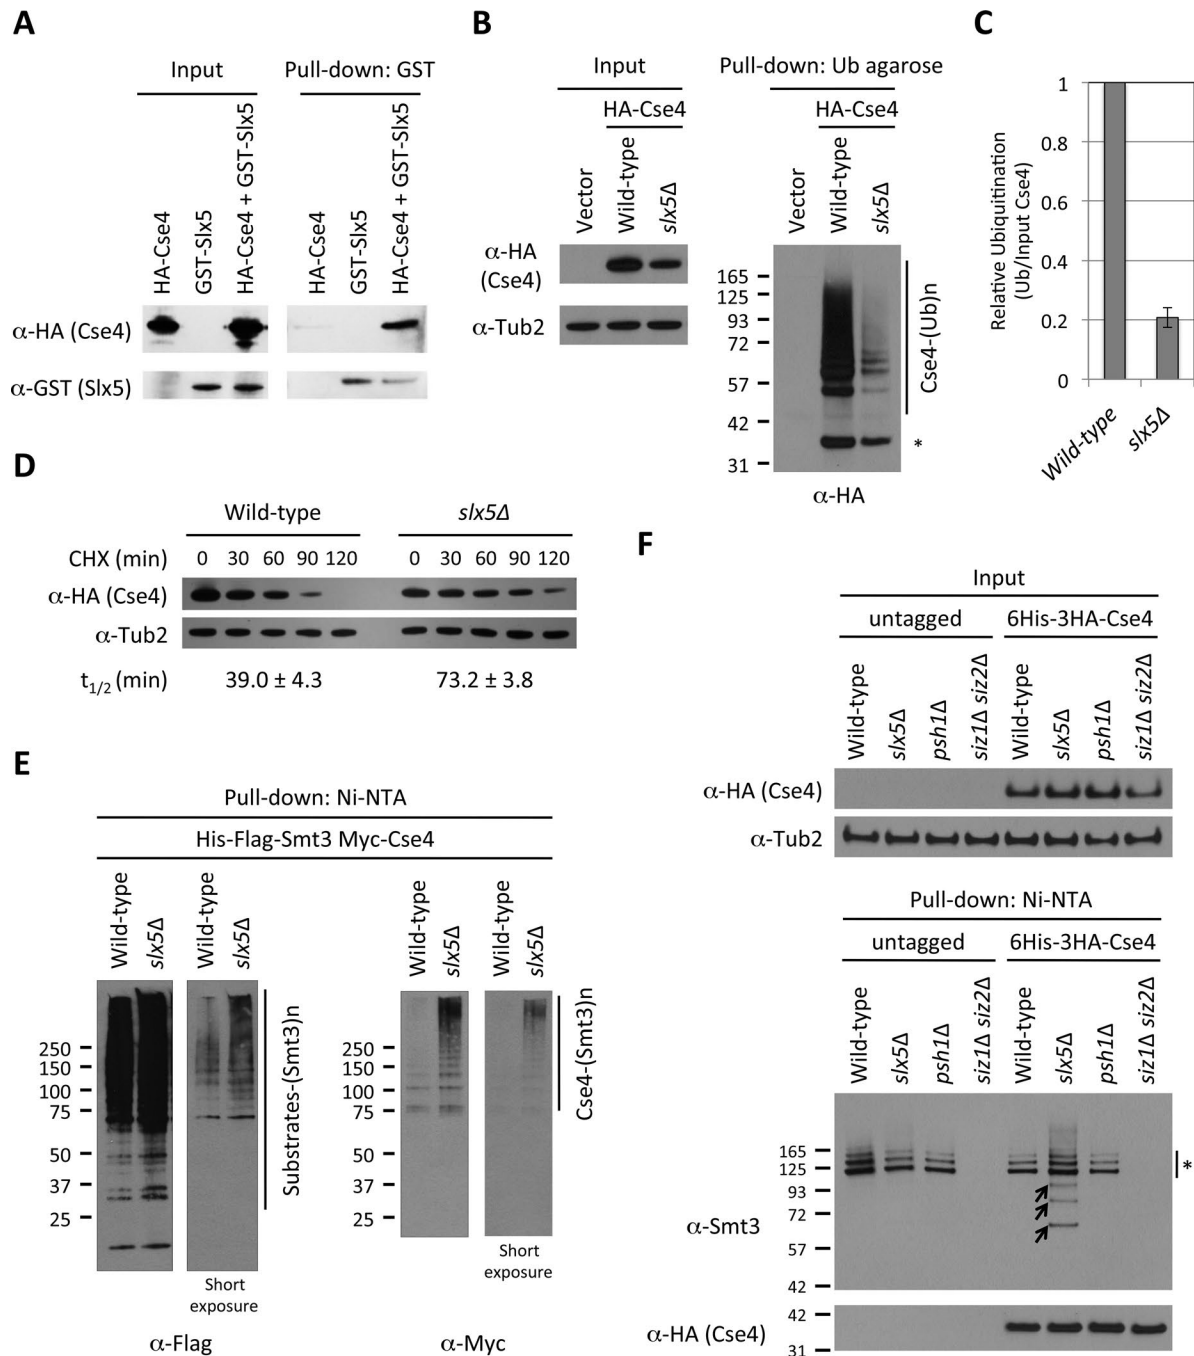 A
Input
Pull-down: GST
HA-Cse4
GST-Slx5
HA-Cse4 + GST-Slx5
HA-Cse4
GST-Slx5
HA-Cse4 + GST-Slx5
α-HA (Cse4)
α-GST (Slx5)
B
Input
Pull-down: Ub agarose
HA-Cse4
HA-Cse4
Vector
Wild-type
slx5Δ
Vector
Wild-type
slx5Δ
α-HA
(Cse4)
α-Tub2
165
125
93
72
57
42
31
Cse4-(Ub)n
*
α-HA
C
Relative Ubiquitination
(Ub/Input Cse4)
1
0.8
0.6
0.4
0.2
0
Wild-type
slx5Δ
D
Wild-type
slx5Δ
CHX (min) 0 30 60 90 120 0 30 60 90 120
α-HA (Cse4)
α-Tub2
t1/2 (min) 39.0 ± 4.3 73.2 ± 3.8
E
Pull-down: Ni-NTA
His-Flag-Smt3 Myc-Cse4
Wild-type
slx5Δ
Wild-type
slx5Δ
Wild-type
slx5Δ
Wild-type
slx5Δ
250
150
100
75
50
37
25
Substrates-(Smt3)n
250
150
100
75
50
37
25
Cse4-(Smt3)n
Short
exposure
Short
exposure
α-Flag
α-Myc
F
Input
untagged
6His-3HA-Cse4
Wild-type
slx5Δ
psh1Δ
siz1Δ siz2Δ
Wild-type
slx5Δ
psh1Δ
siz1Δ siz2Δ
α-HA (Cse4)
α-Tub2
Pull-down: Ni-NTA
untagged
6His-3HA-Cse4
Wild-type
slx5Δ
psh1Δ
siz1Δ siz2Δ
Wild-type
slx5Δ
psh1Δ
siz1Δ siz2Δ
165
125
93
72
57
42
*
α-Smt3
42
31
α-HA (Cse4)